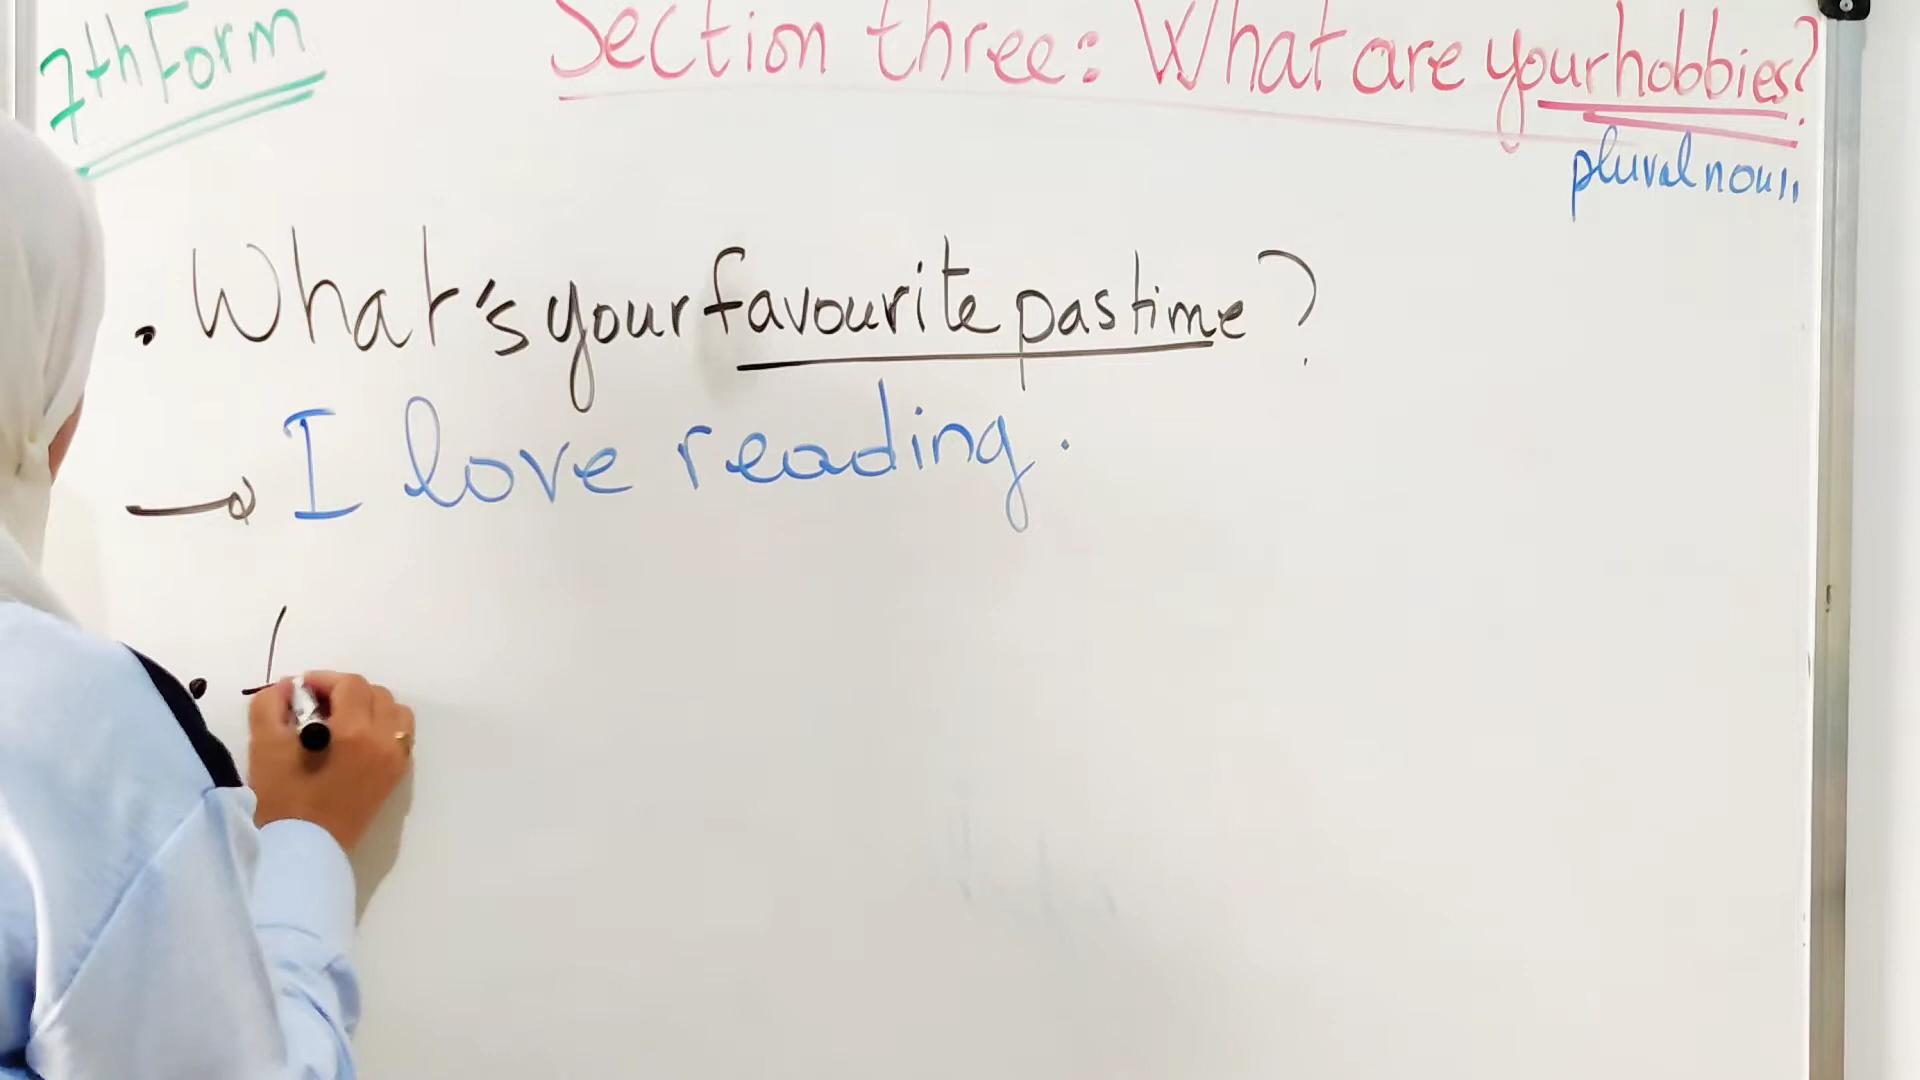 7th Form
Section three: What are your hobbies?
plural noun
. What's your favourite pastime?
→ I love reading.
.